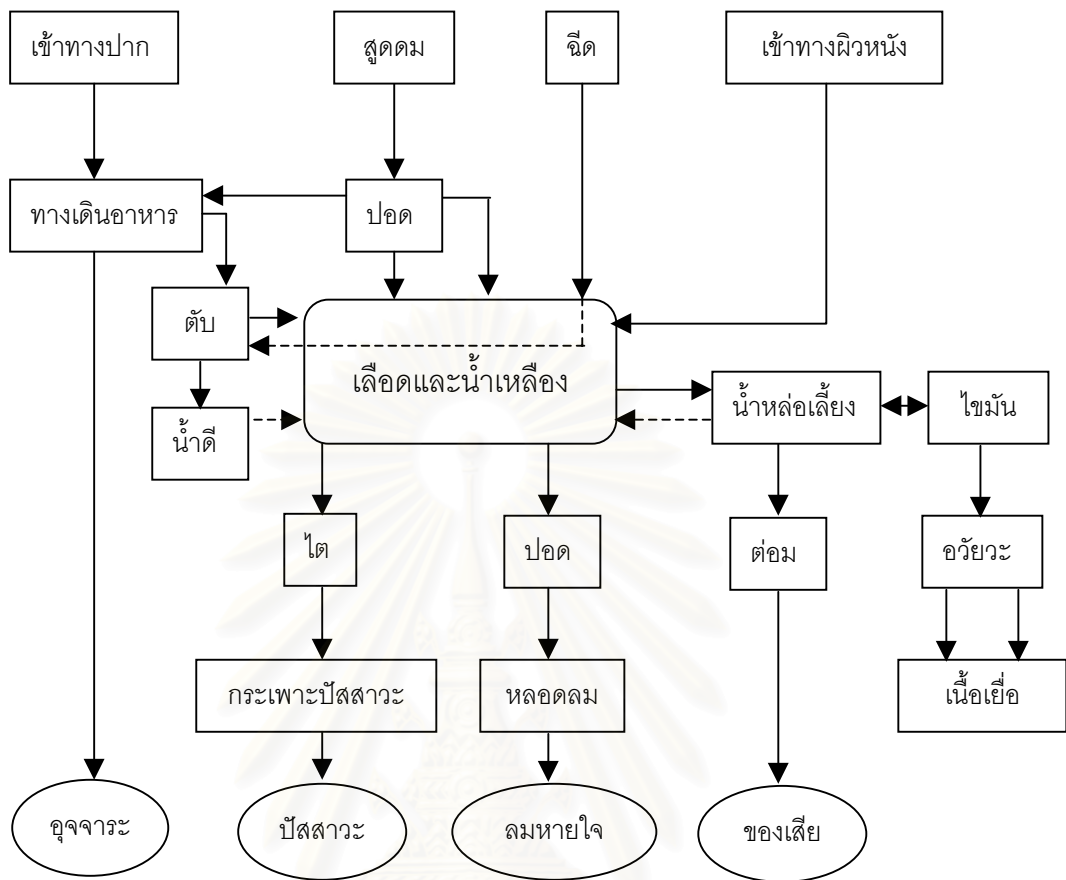 เข้าทางปาก
สูดดม
ฉีด
เข้าทางผิวหนัง
ทางเดินอาหาร
ปอด
ตับ
เลือดและน้ำเหลือง
น้ำหล่อเลี้ยง
ไขมัน
น้ำดี
ไต
ปอด
ต่อม
อวัยวะ
กระเพาะปัสสาวะ
หลอดลม
เนื้อเยื่อ
อุจจาระ
ปัสสาวะ
ลมหายใจ
ของเสีย